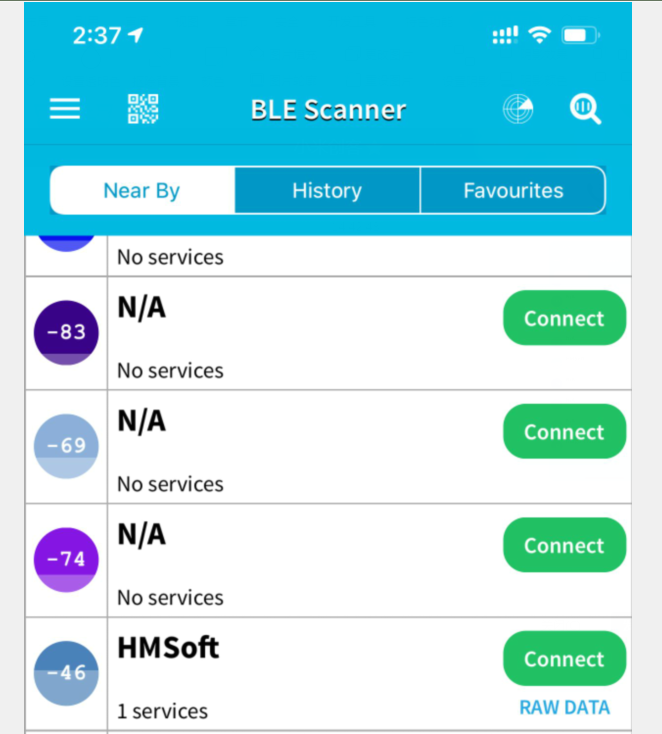 2:37
BLE Scanner
Near By History Favourites
No services
N/A
-83 Connect
No services
N/A
-69 Connect
No services
N/A
-74 Connect
No services
HMSoft
-46 Connect
1 services RAW DATA